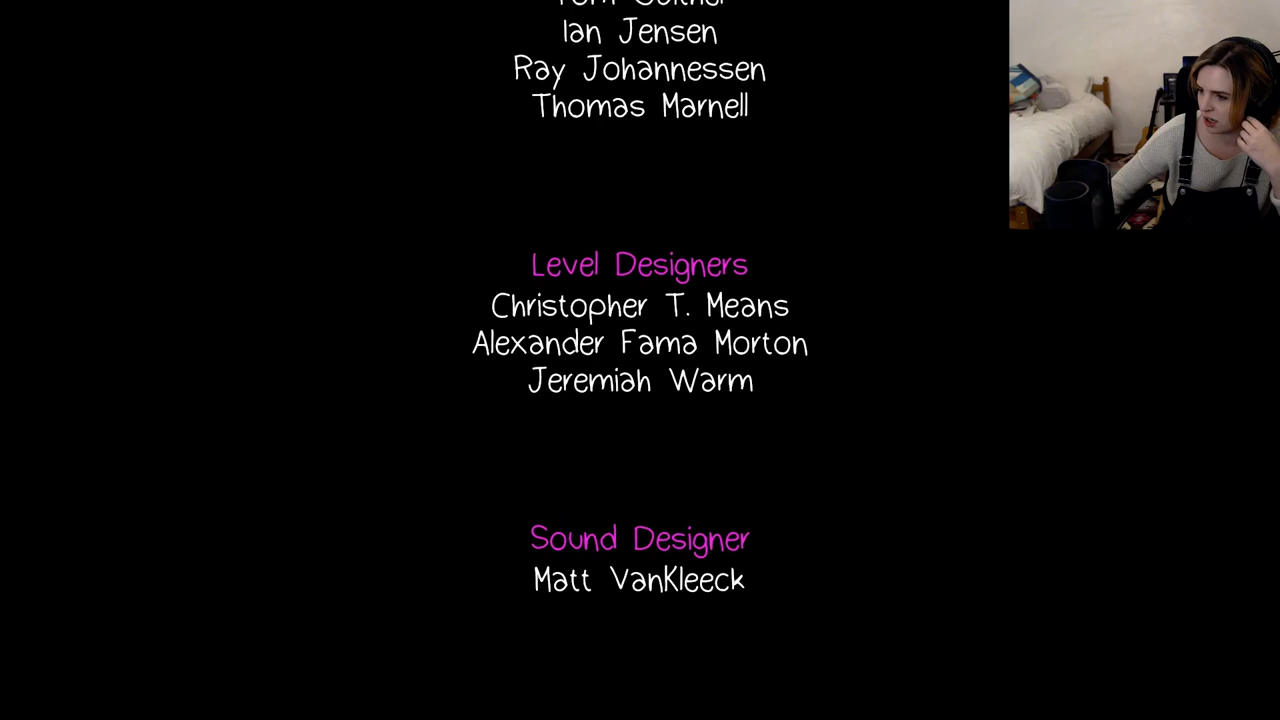 Ian Jensen
Ray Johannessen
Thomas Marnell
Level Designers
Christopher T. Means
Alexander Fama Morton
Jeremiah Warm
Sound Designer
Matt VanKleeck